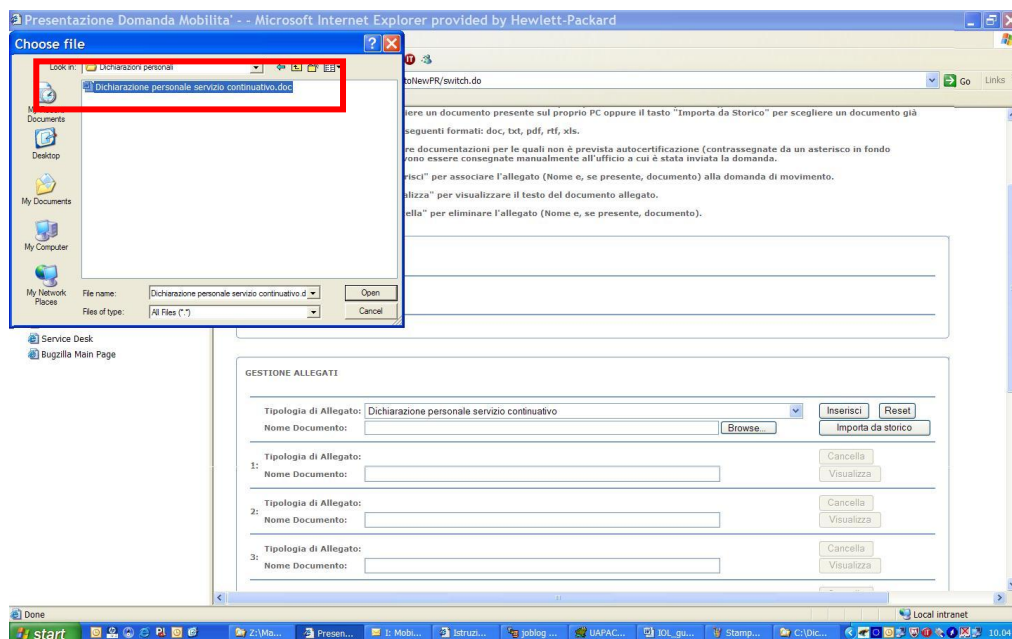 Presentazione Domanda Mobilita' - - Microsoft Internet Explorer provided by Hewlett-Packard
Choose file
Look in: Dichiarazioni personali
Dichiarazione personale servizio continuativo.doc
Documents
Desktop
My Documents
My Computer
My Network Places
File name: Dichiarazione personale servizio continuativo.d
Open
Files of type: All Files (*.*)
Cancel
toNewPR/switch.do
Go Links
iere un documento presente sul proprio PC oppure il tasto "Importa da Storico" per scegliere un documento già
seguenti formati: doc, txt, pdf, rtf, xls.
re documentazioni per le quali non è prevista autocertificazione (contrassegnate da un asterisco in fondo
vono essere consegnate manualmente all'ufficio a cui è stata inviata la domanda.
risci" per associare l'allegato (Nome e, se presente, documento) alla domanda di movimento.
alizza" per visualizzare il testo del documento allegato.
ella" per eliminare l'allegato (Nome e, se presente, documento).
Service Desk
Bugzilla Main Page
GESTIONE ALLEGATI
Tipologia di Allegato: Dichiarazione personale servizio continuativo Inserisci Reset
Nome Documento: Browse... Importa da storico
1: Tipologia di Allegato: Cancella
Nome Documento: Visualizza
2: Tipologia di Allegato: Cancella
Nome Documento: Visualizza
3: Tipologia di Allegato: Cancella
Nome Documento: Visualizza
Done Local intranet
start Z:\Ma... Presen... I: Mobi... Istruzi... joblog ... UAPAC... IOL_gu... Stamp... C:\Dic... 10.04